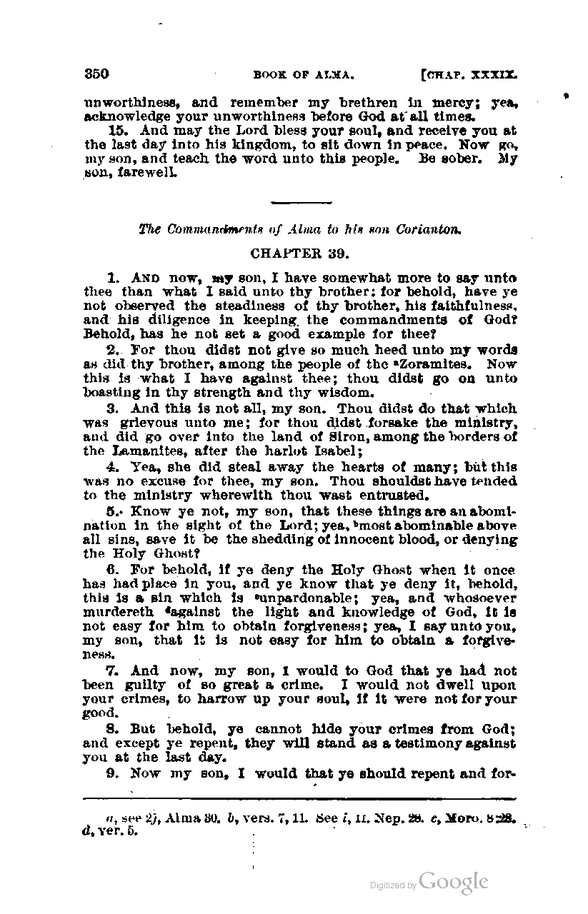 350 BOOK OF ALMA. [CHAP. XXXIX.
unworthiness, and remember my brethren in mercy; yea,
acknowledge your unworthiness before God at all times.
15. And may the Lord bless your soul, and receive you at
the last day into his kingdom, to sit down in peace. Now go,
my son, and teach the word unto this people. Be sober. My
son, farewell.
The Commandments of Alma to his son Corianton.
CHAPTER 39.
1. AND now, my son, I have somewhat more to say unto
thee than what I said unto thy brother; for behold, have ye
not observed the steadiness of thy brother, his faithfulness,
and his diligence in keeping the commandments of God?
Behold, has he not set a good example for thee?
2. For thou didst not give so much heed unto my words
as did thy brother, among the people of the ᵃZoramites. Now
this is what I have against thee; thou didst go on unto
boasting in thy strength and thy wisdom.
3. And this is not all, my son. Thou didst do that which
was grievous unto me; for thou didst forsake the ministry,
and did go over into the land of Siron, among the borders of
the Lamanites, after the harlot Isabel;
4. Yea, she did steal away the hearts of many; but this
was no excuse for thee, my son. Thou shouldst have tended
to the ministry wherewith thou wast entrusted.
5. Know ye not, my son, that these things are an abomi-
nation in the sight of the Lord; yea, ᵇmost abominable above
all sins, save it be the shedding of innocent blood, or denying
the Holy Ghost?
6. For behold, if ye deny the Holy Ghost when it once
has had place in you, and ye know that ye deny it, behold,
this is a sin which is ᶜunpardonable; yea, and whosoever
murdereth ᵈagainst the light and knowledge of God, it is
not easy for him to obtain forgiveness; yea, I say unto you,
my son, that it is not easy for him to obtain a forgive-
ness.
7. And now, my son, I would to God that ye had not
been guilty of so great a crime. I would not dwell upon
your crimes, to harrow up your soul, if it were not for your
good.
8. But behold, ye cannot hide your crimes from God;
and except ye repent, they will stand as a testimony against
you at the last day.
9. Now my son, I would that ye should repent and for-
a, see 2j, Alma 30. b, vers. 7, 11. See i, II. Nep. 28. c, Moro. 8:28.
d, ver. 5.
Digitized by Google